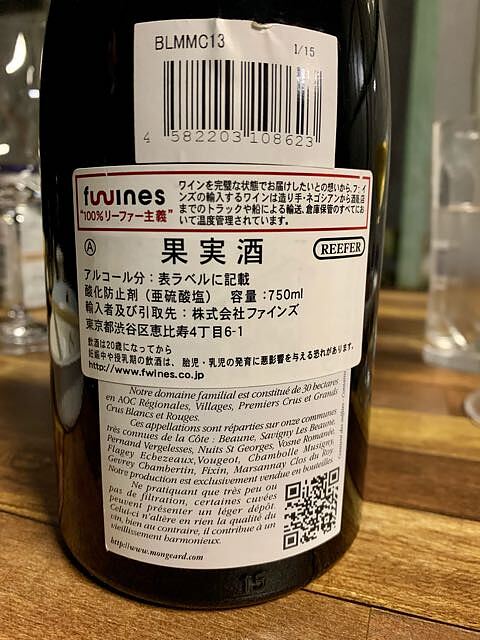 BLMMC13
1/15
4 582203 108623
fwines
"100%リーファー主義"
ワインを完璧な状態でお届けしたいとの想いから、ファイ
ンズの輸入するワインは造り手・ネゴシアンから酒販店
までのトラックや船による輸送、倉庫保管のすべてにお
いて温度管理されています。
A
果実酒
REEFER
アルコール分：表ラベルに記載
酸化防止剤（亜硫酸塩） 容量：750ml
輸入者及び引取先：株式会社ファインズ
東京都渋谷区恵比寿4丁目6-1
飲酒は20歳になってから
妊娠中や授乳期の飲酒は、胎児・乳児の発育に悪影響を与える恐れがあります。
http://www.fwines.co.jp
Notre domaine familial est constitué de 30 hectares
en AOC Régionales, Villages, Premiers Crus et Grands
Crus Blancs et Rouges.
Ces appellations sont réparties sur onze communes
très connues de la Côte : Beaune, Savigny Les Beaune,
Pernand Vergelesses, Nuits St Georges, Vosne Romanée,
Flagey Echezeaux, Vougeot, Chambolle Musigny,
Gevrey Chambertin, Fixin, Marsannay Clos du Roy.
Notre production est exclusivement vendue en bouteilles.
Ne pratiquant que très peu ou
pas de filtration, certaines cuvées
peuvent présenter un léger dépôt.
Celui-ci n'altère en rien la qualité du
vin, bien au contraire, il contribue à un
vieillissement harmonieux.
http://www.mongeard.com